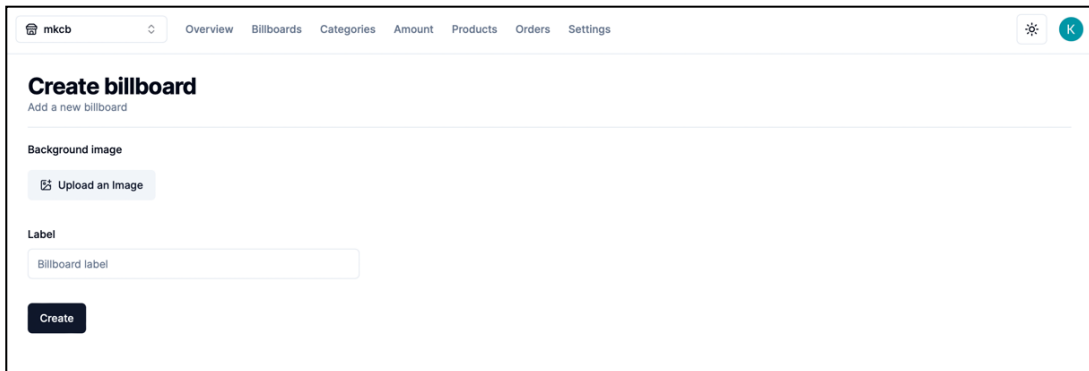 mkcb Overview Billboards Categories Amount Products Orders Settings K
Create billboard
Add a new billboard
Background image
Upload an Image
Label
Billboard label
Create